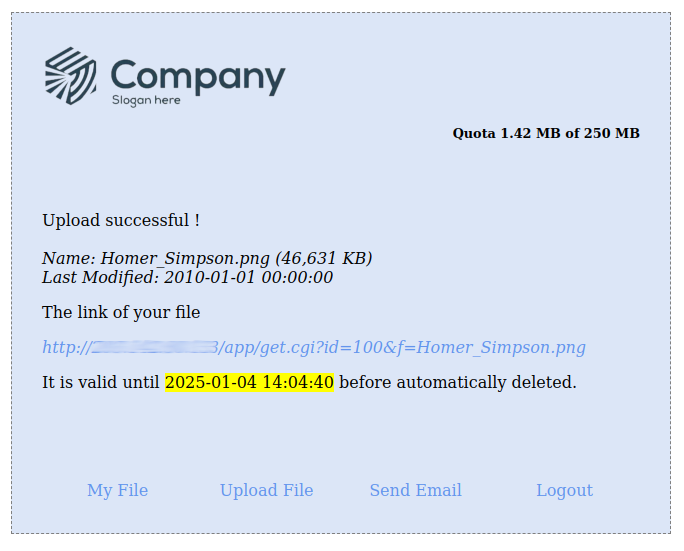 Company
Slogan here
Quota 1.42 MB of 250 MB
Upload successful !
Name: Homer_Simpson.png (46,631 KB)
Last Modified: 2010-01-01 00:00:00
The link of your file
http:///app/get.cgi?id=100&f=Homer_Simpson.png
It is valid until 2025-01-04 14:04:40 before automatically deleted.
My File Upload File Send Email Logout